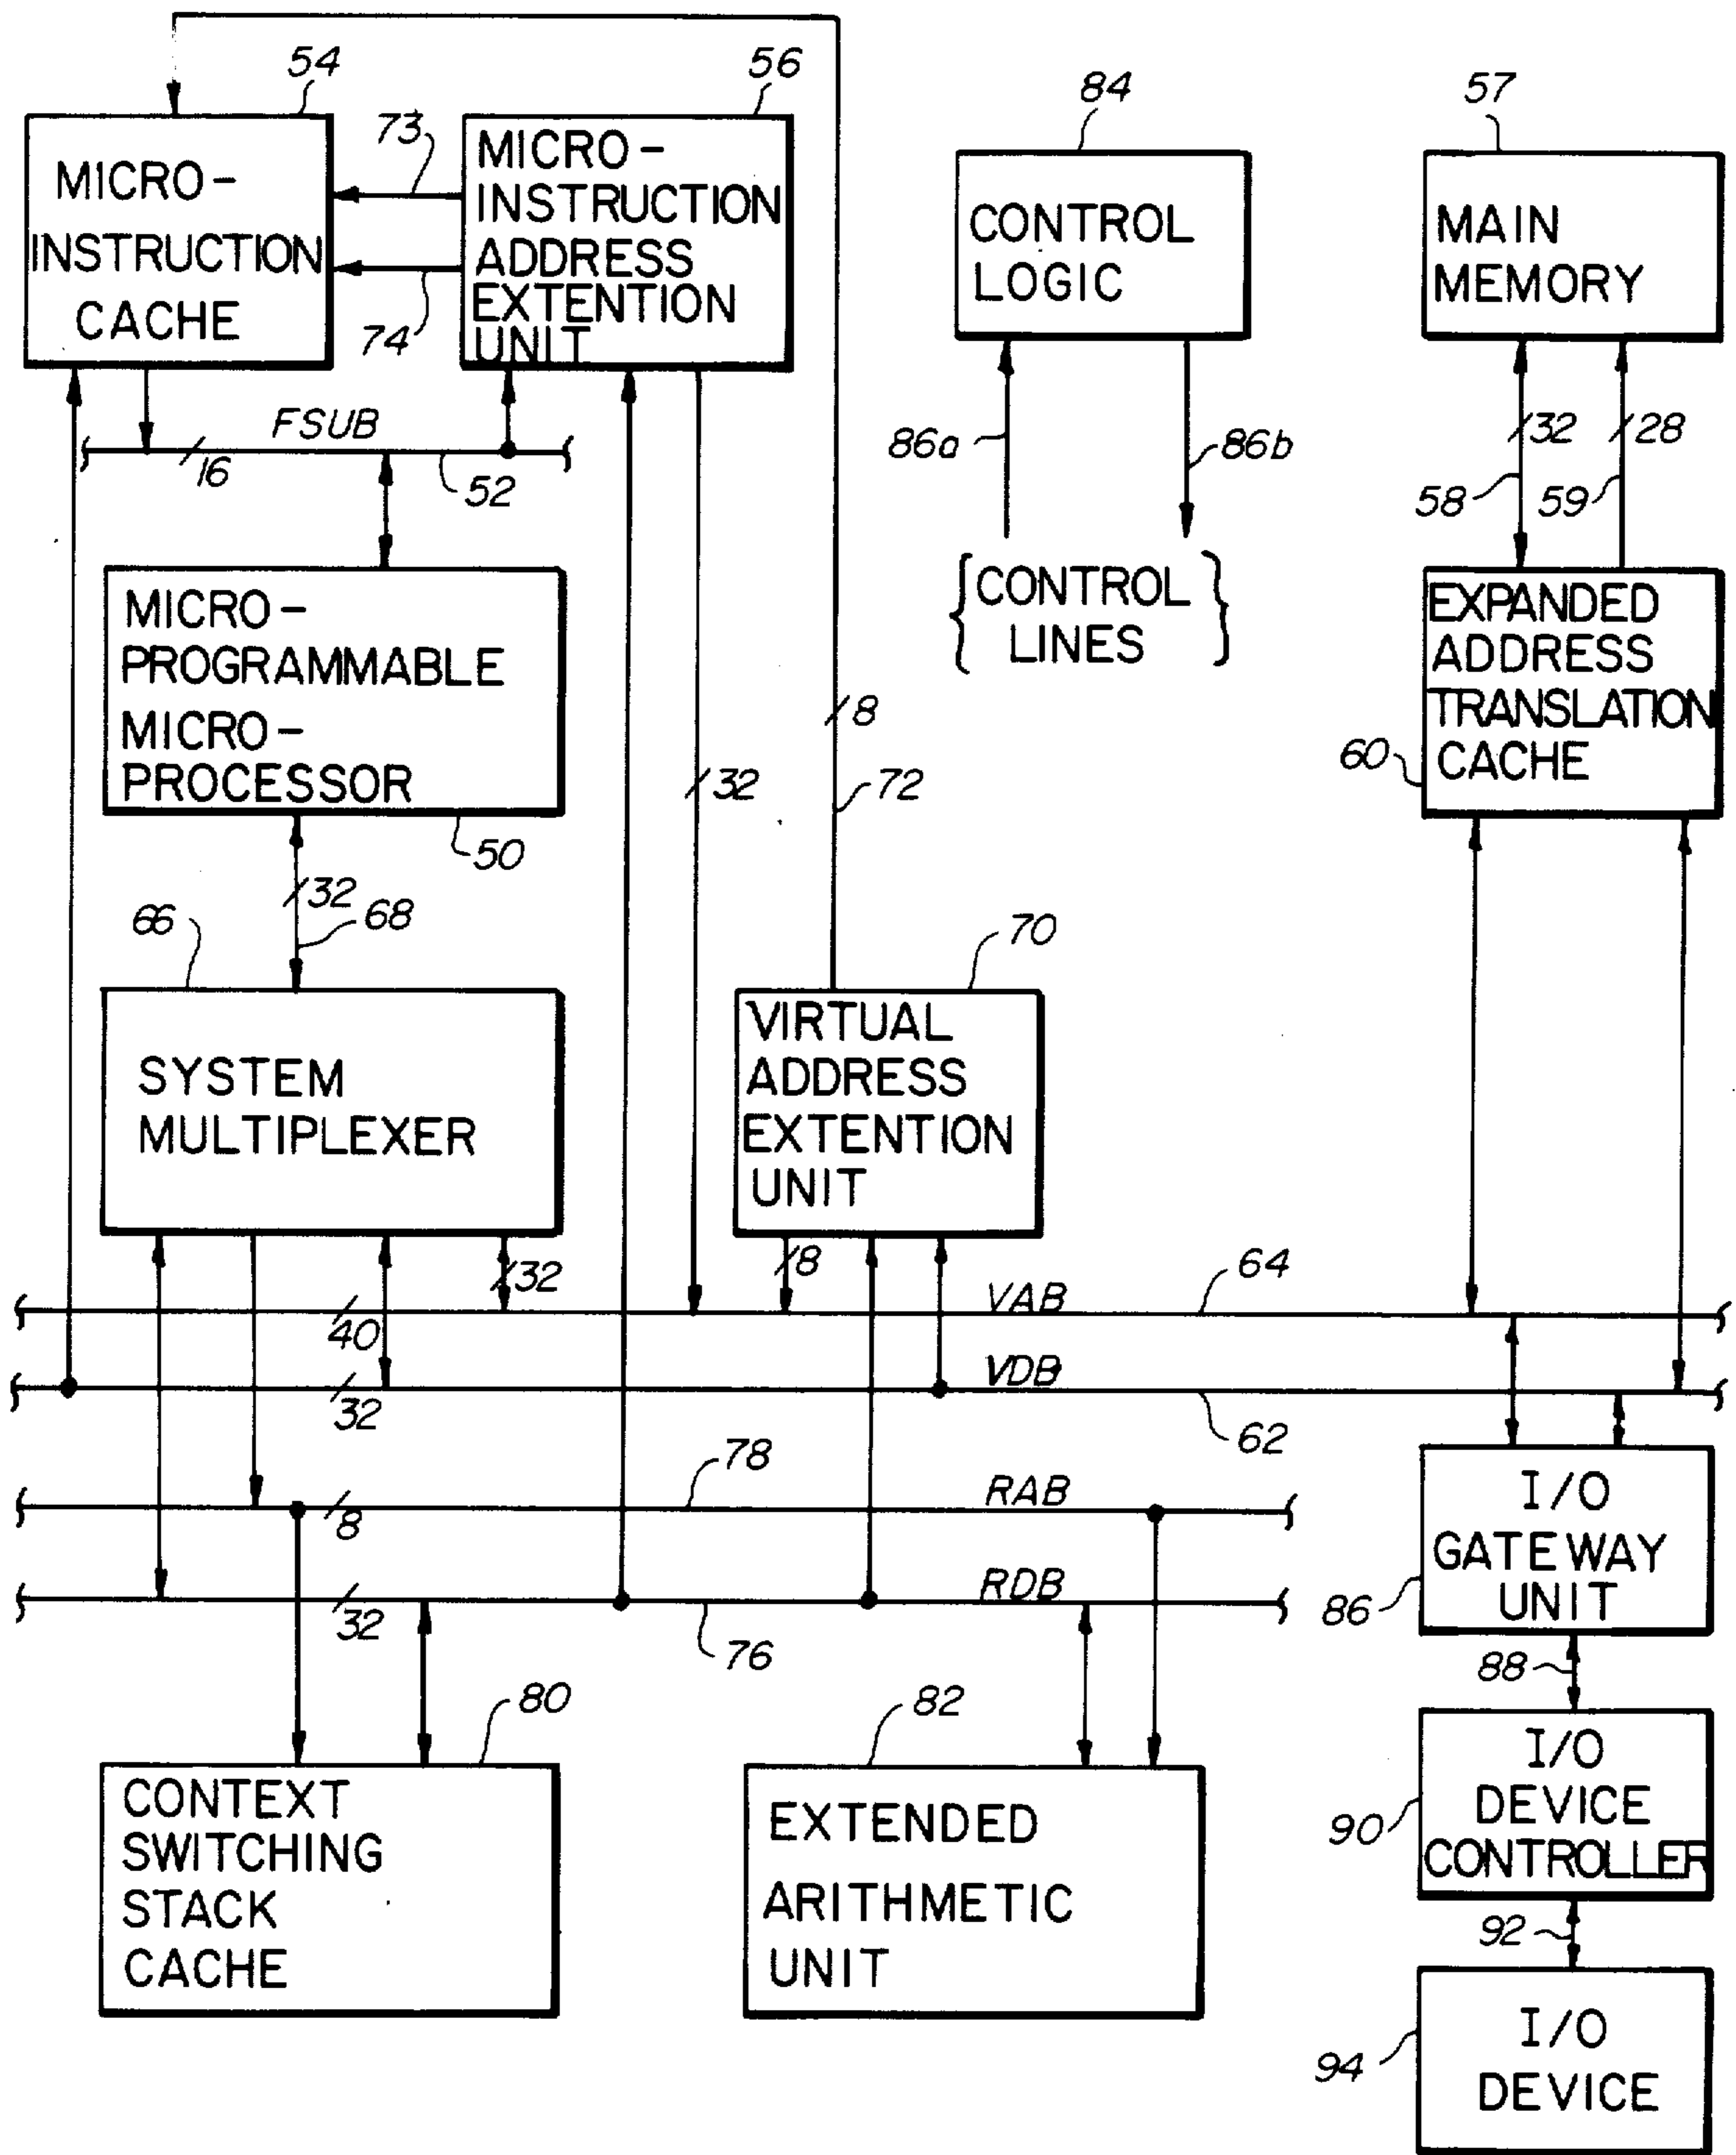 54
56
84
57
MICRO-
INSTRUCTION
CACHE
73
74
MICRO-
INSTRUCTION
ADDRESS
EXTENTION
UNIT
CONTROL
LOGIC
MAIN
MEMORY
FSUB
16
52
86a
86b
32
28
58
59
MICRO-
PROGRAMMABLE
MICRO-
PROCESSOR
{CONTROL
LINES}
EXPANDED
ADDRESS
TRANSLATION
CACHE
60
8
72
32
50
32
68
66
70
SYSTEM
MULTIPLEXER
VIRTUAL
ADDRESS
EXTENTION
UNIT
32
8
VAB
64
40
VDB
32
62
78
RAB
8
I/O
GATEWAY
UNIT
86
RDB
32
76
88
80
82
CONTEXT
SWITCHING
STACK
CACHE
EXTENDED
ARITHMETIC
UNIT
I/O
DEVICE
CONTROLLER
90
92
I/O
DEVICE
94